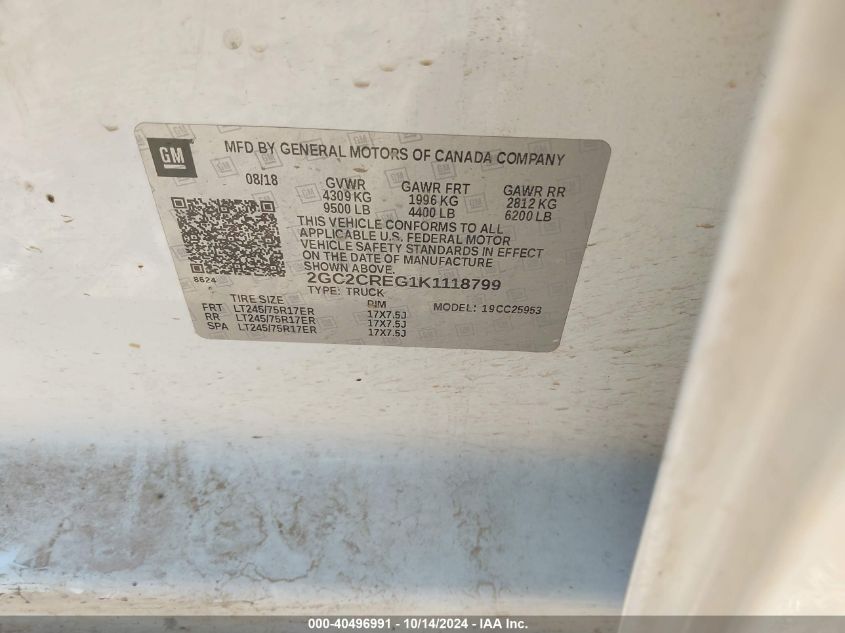 GM
MFD BY GENERAL MOTORS OF CANADA COMPANY
08/18 GVWR GAWR FRT GAWR RR
4309 KG 1996 KG 2812 KG
9500 LB 4400 LB 6200 LB
THIS VEHICLE CONFORMS TO ALL
APPLICABLE U.S. FEDERAL MOTOR
VEHICLE SAFETY STANDARDS IN EFFECT
ON THE DATE OF MANUFACTURE
SHOWN ABOVE.
8624 2GC2CREG1K1118799
TYPE: TRUCK
TIRE SIZE RIM MODEL: 19CC25953
FRT LT245/75R17ER 17X7.5J
RR LT245/75R17ER 17X7.5J
SPA LT245/75R17ER 17X7.5J
000-40496991 - 10/14/2024 - IAA Inc.